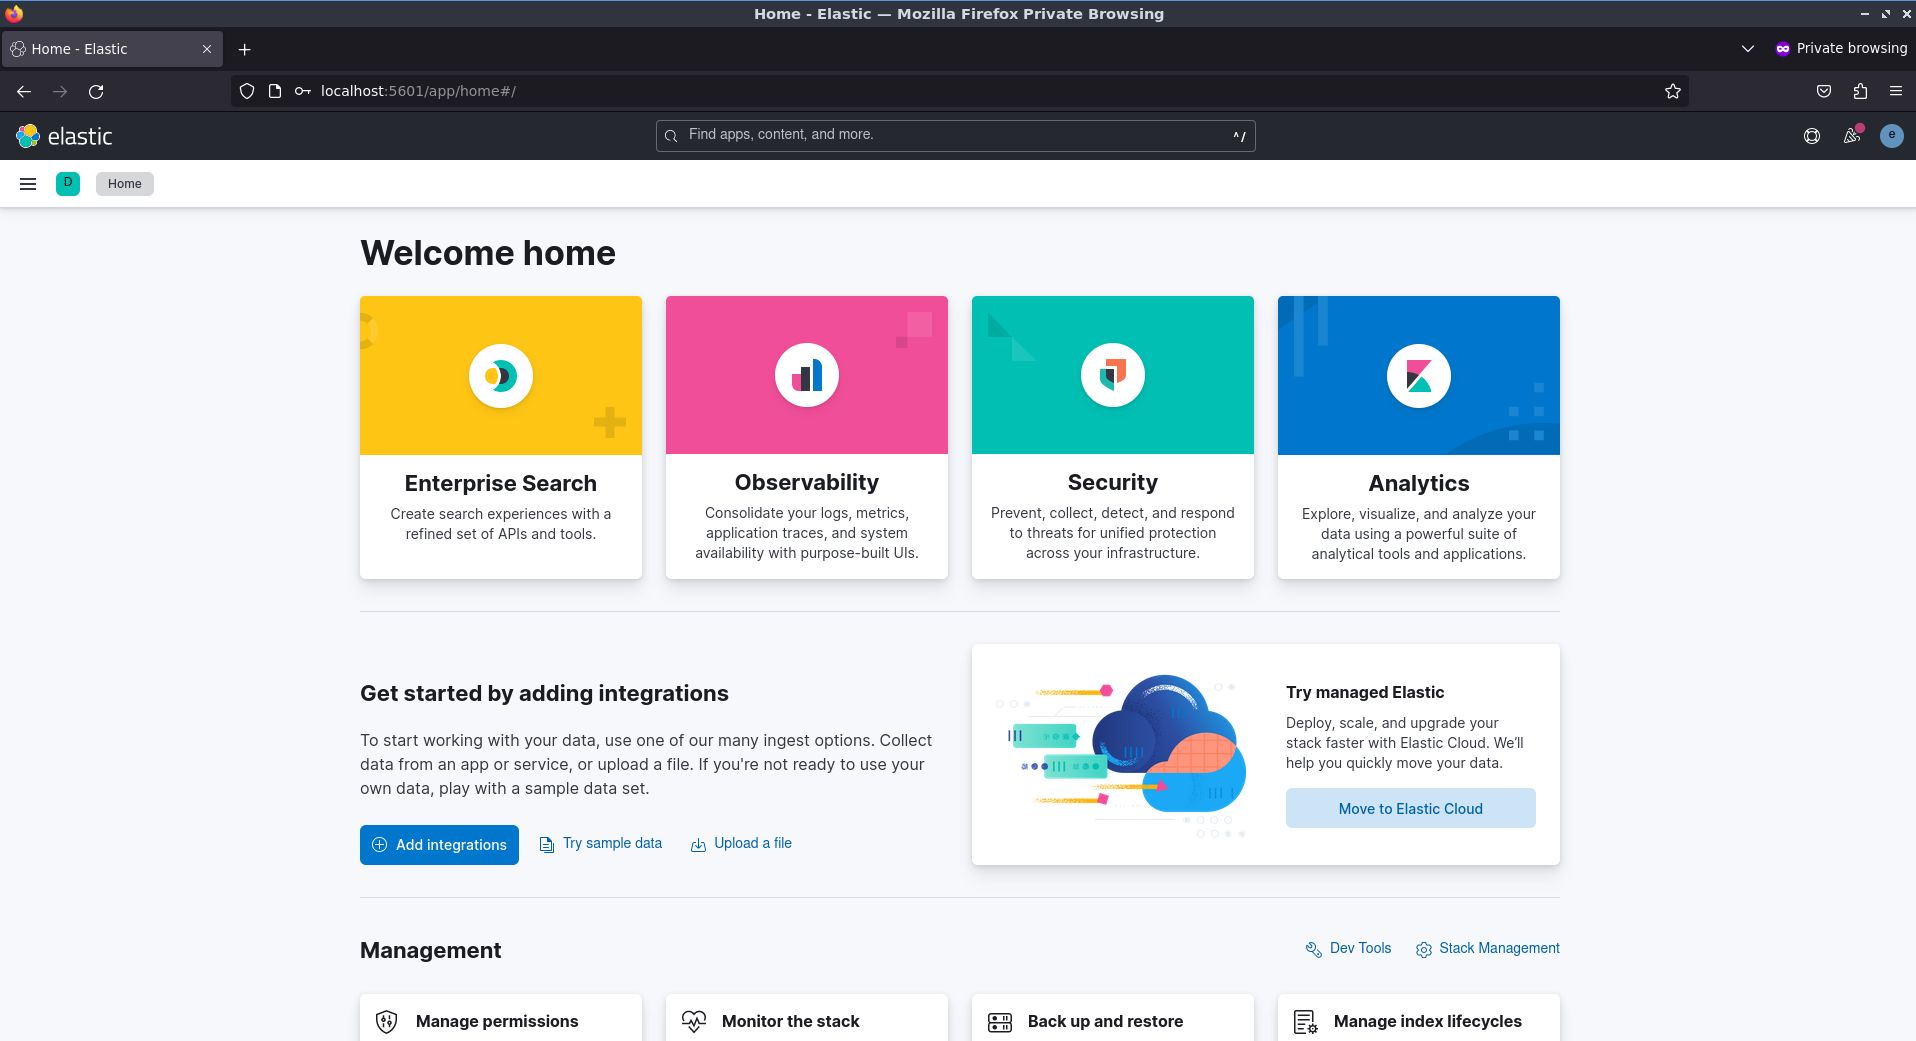 Home - Elastic — Mozilla Firefox Private Browsing
Home - Elastic
Private browsing
localhost:5601/app/home#/
elastic
Find apps, content, and more.
^/
e
D
Home
Welcome home
Enterprise Search
Create search experiences with a
refined set of APIs and tools.
Observability
Consolidate your logs, metrics,
application traces, and system
availability with purpose-built UIs.
Security
Prevent, collect, detect, and respond
to threats for unified protection
across your infrastructure.
Analytics
Explore, visualize, and analyze your
data using a powerful suite of
analytical tools and applications.
Get started by adding integrations
To start working with your data, use one of our many ingest options. Collect
data from an app or service, or upload a file. If you're not ready to use your
own data, play with a sample data set.
Add integrations
Try sample data
Upload a file
Try managed Elastic
Deploy, scale, and upgrade your
stack faster with Elastic Cloud. We’ll
help you quickly move your data.
Move to Elastic Cloud
Management
Dev Tools
Stack Management
Manage permissions
Monitor the stack
Back up and restore
Manage index lifecycles